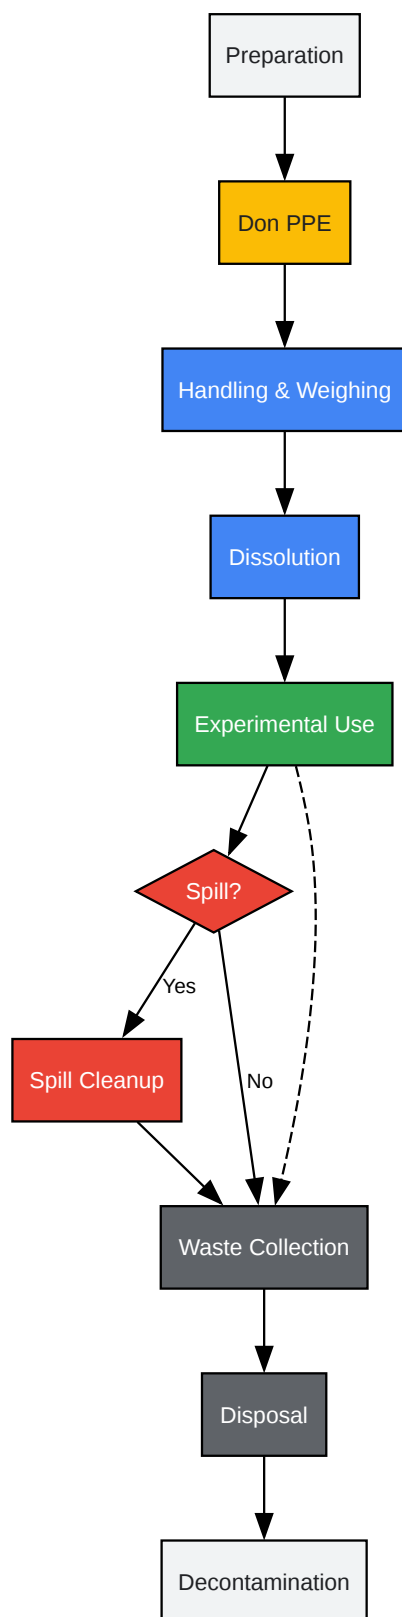 Preparation
Don PPE
Handling & Weighing
Dissolution
Experimental Use
Spill?
Yes
Spill Cleanup
No
Waste Collection
Disposal
Decontamination